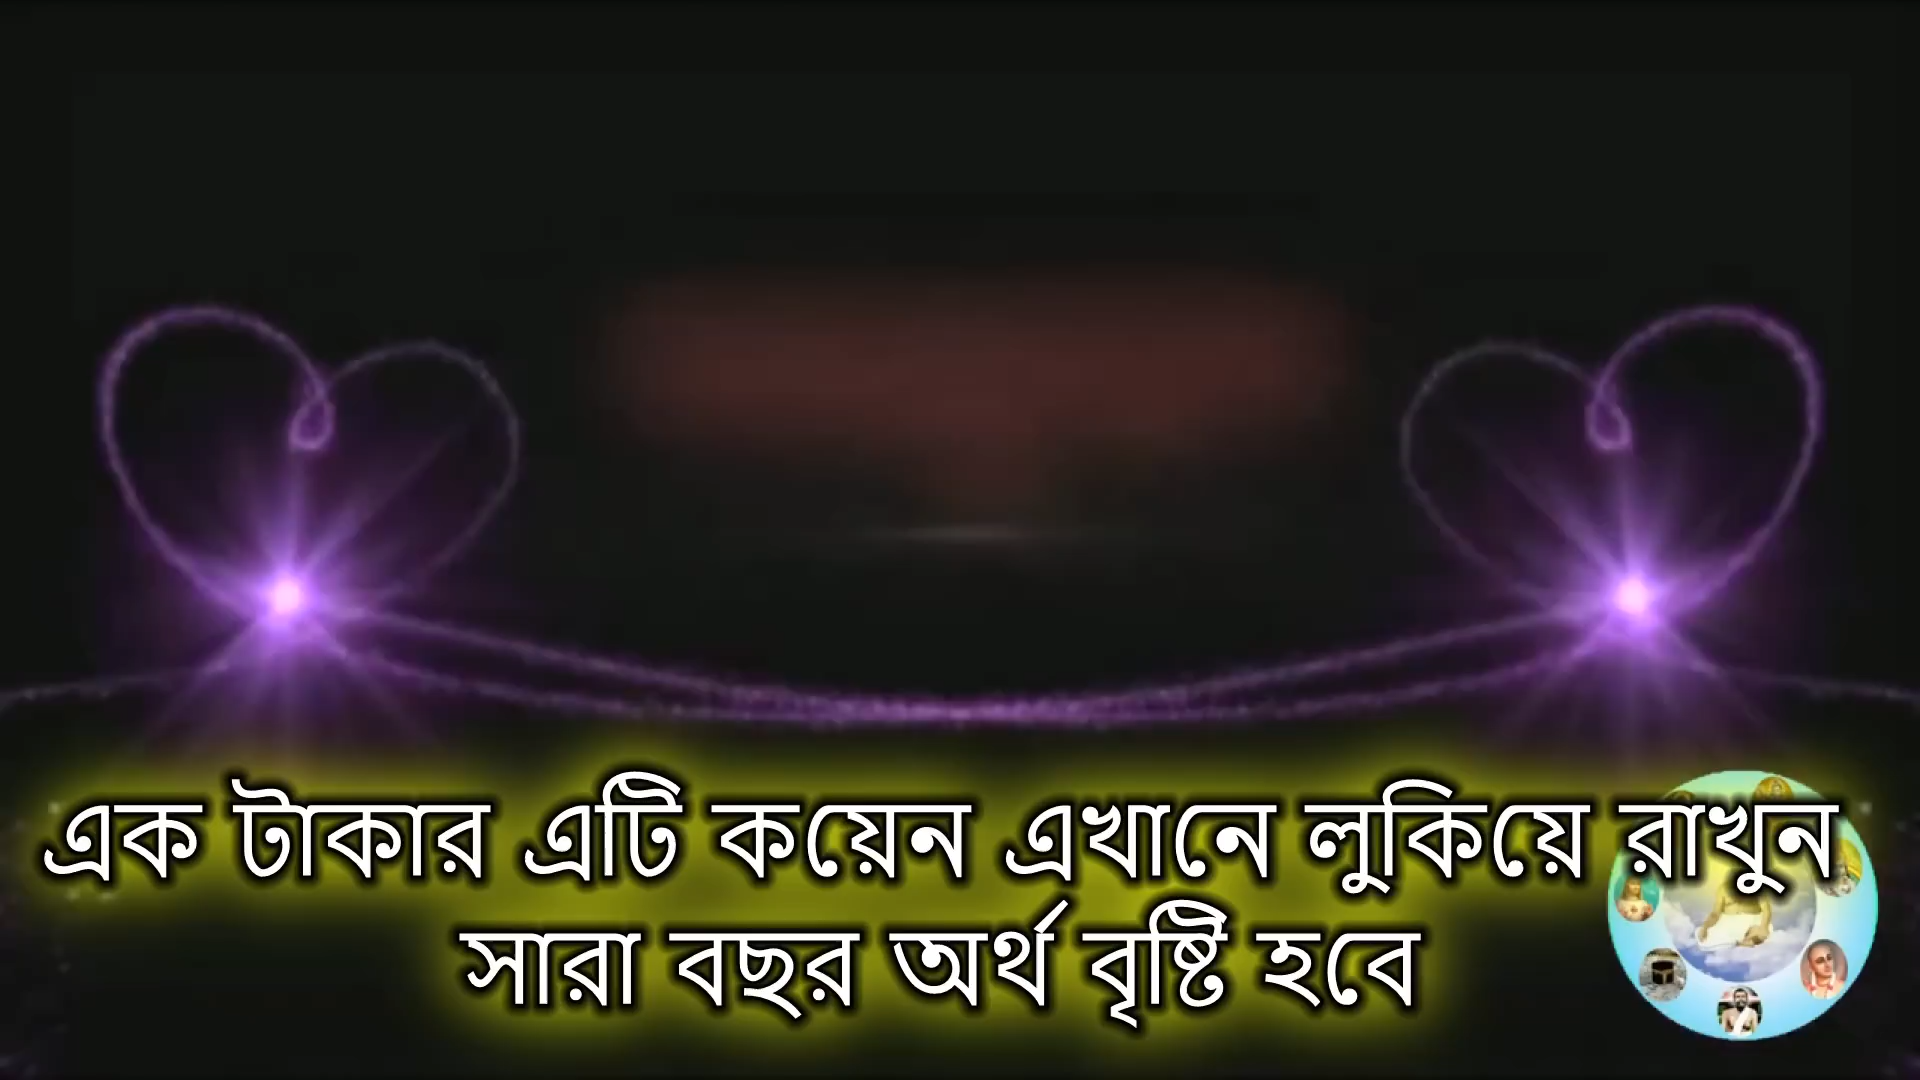 এক টাকার এটি কয়েন এখানে লুকিয়ে রাখুন
সারা বছর অর্থ বৃষ্টি হবে